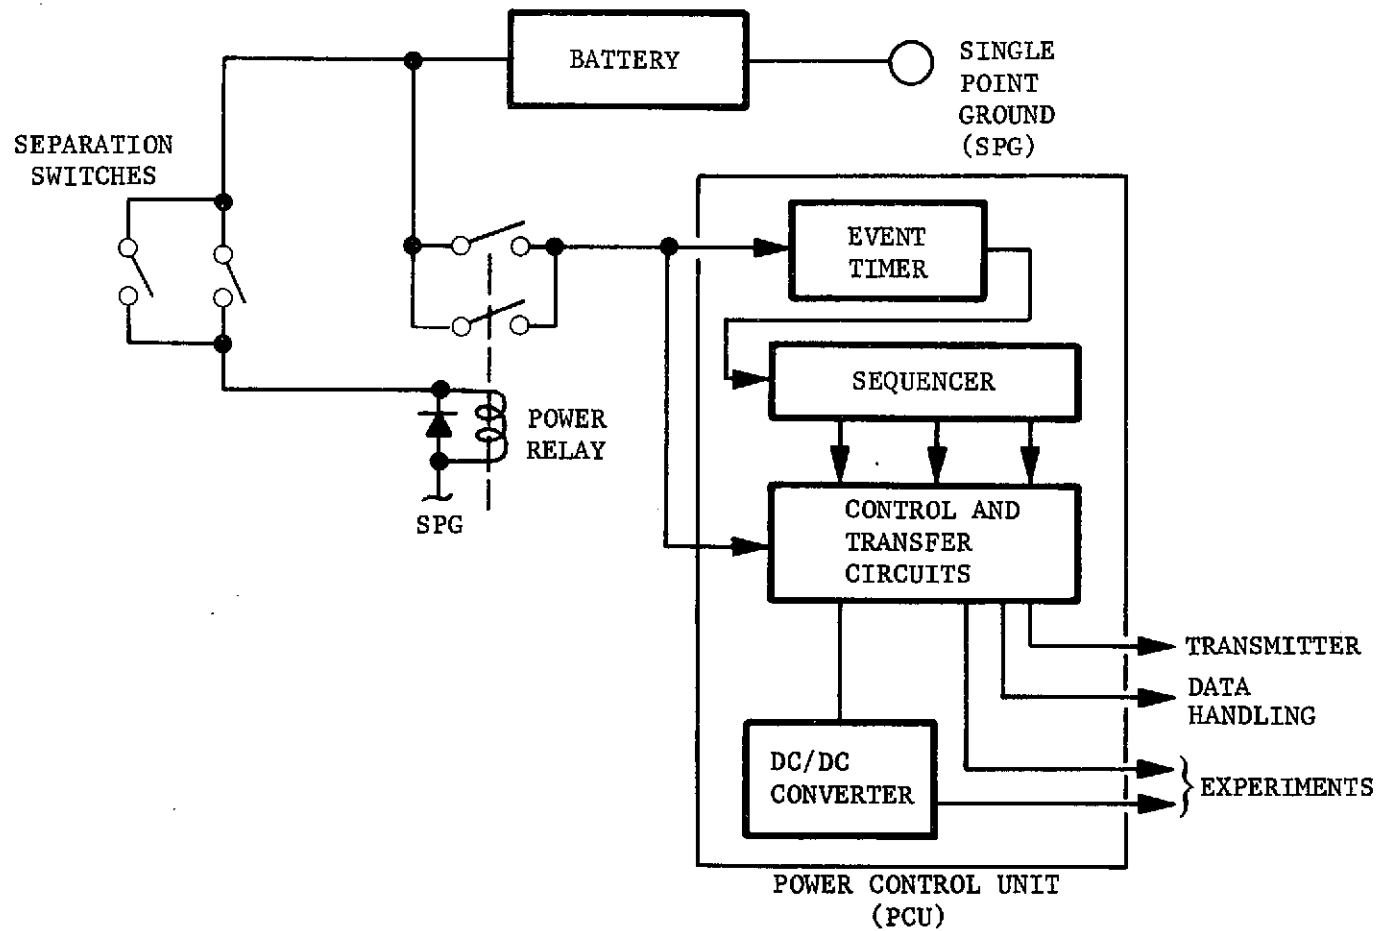 BATTERY
SINGLE
POINT
GROUND
(SPG)
SEPARATION
SWITCHES
EVENT
TIMER
SEQUENCER
POWER
RELAY
SPG
CONTROL AND
TRANSFER
CIRCUITS
TRANSMITTER
DATA
HANDLING
DC/DC
CONVERTER
EXPERIMENTS
POWER CONTROL UNIT
(PCU)